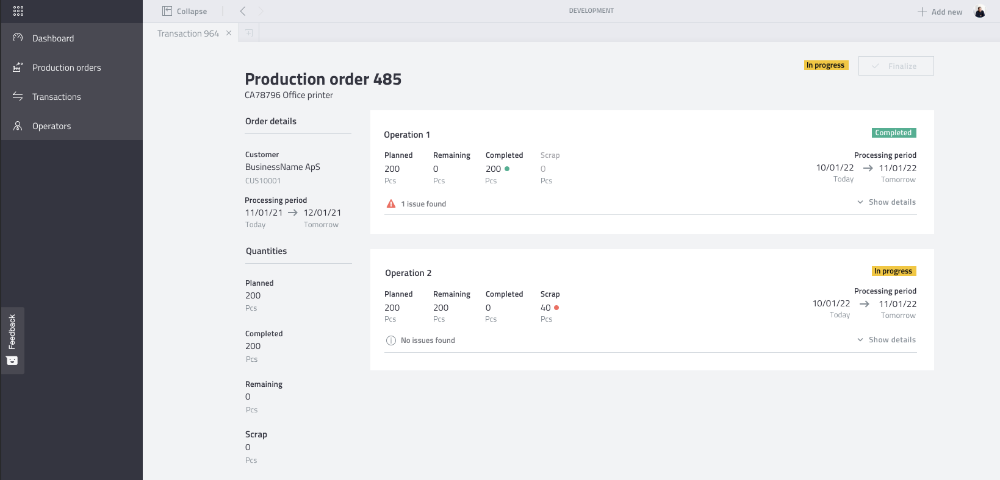 Collapse
DEVELOPMENT
Add new
Transaction 964
Dashboard
Production orders
Transactions
Operators
Feedback
In progress
Finalize
Production order 485
CA78796 Office printer
Order details
Customer
BusinessName ApS
CUS10001
Processing period
11/01/21 12/01/21
Today Tomorrow
Quantities
Planned
200
Pcs
Completed
200
Pcs
Remaining
0
Pcs
Scrap
0
Pcs
Operation 1
Completed
Planned Remaining Completed Scrap
200 0 200 0
Pcs Pcs Pcs Pcs
Processing period
10/01/22 11/01/22
Today Tomorrow
1 issue found
Show details
Operation 2
In progress
Planned Remaining Completed Scrap
200 200 0 40
Pcs Pcs Pcs Pcs
Processing period
10/01/22 11/01/22
Today Tomorrow
No issues found
Show details